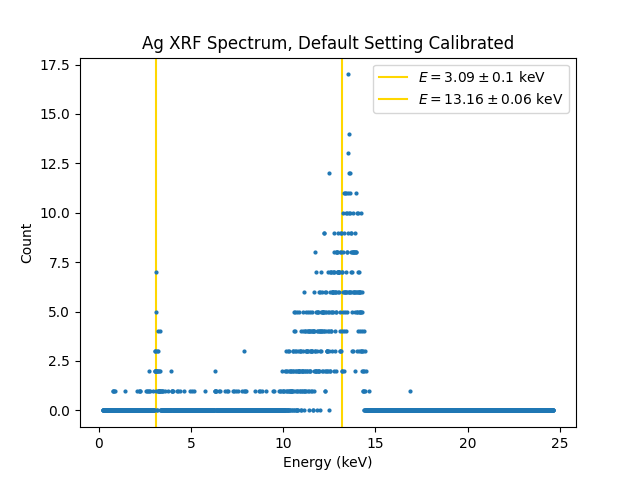 Ag XRF Spectrum, Default Setting Calibrated
E = 3.09 ± 0.1 keV
E = 13.16 ± 0.06 keV
17.5
15.0
12.5
10.0
7.5
5.0
2.5
0.0
Count
0 5 10 15 20 25
Energy (keV)